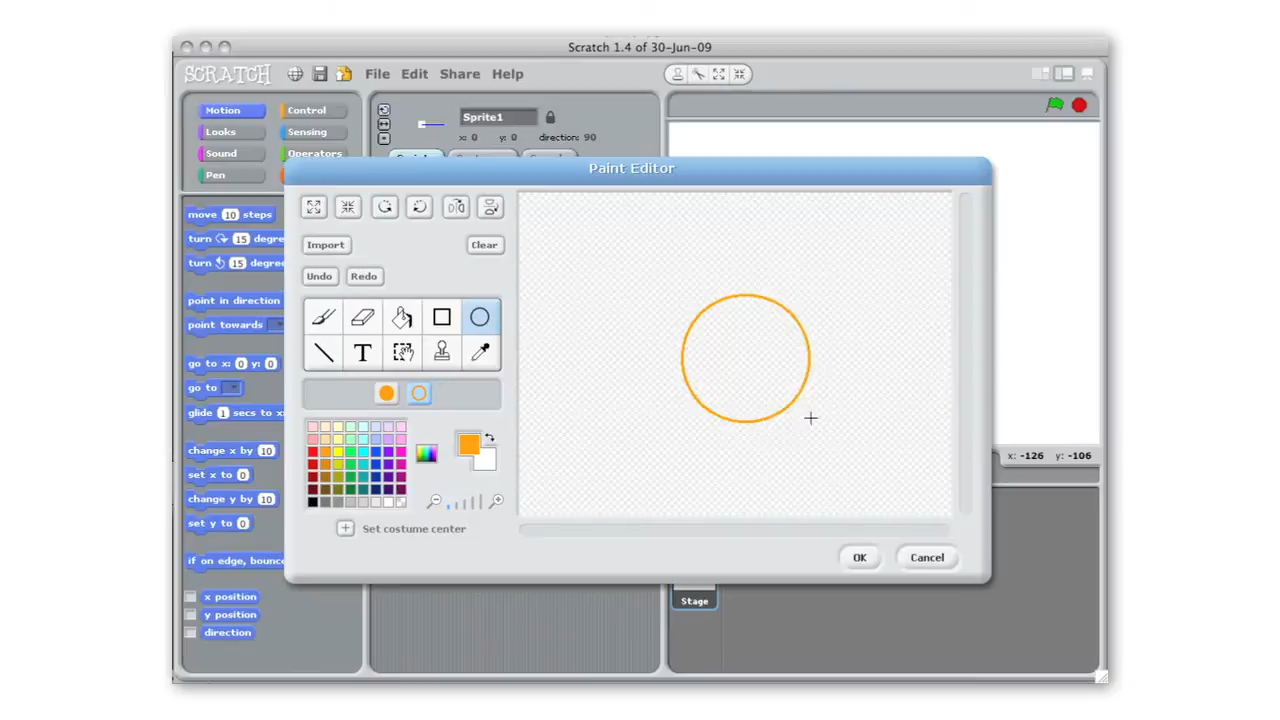 Scratch 1.4 of 30-Jun-09
SCRATCH File Edit Share Help
Motion Control
Looks Sensing
Sound Operators
Pen
Sprite1
x: 0 y: 0 direction: 90
Paint Editor
Import Clear
Undo Redo
T
Set costume center
OK Cancel
move 10 steps
turn 15 degre
turn 15 degre
point in direction
point towards
go to x: 0 y: 0
go to
glide 1 secs to x:
change x by 10
set x to 0
change y by 10
set y to 0
if on edge, bounc
x position
y position
direction
x: -126 y: -106
Stage